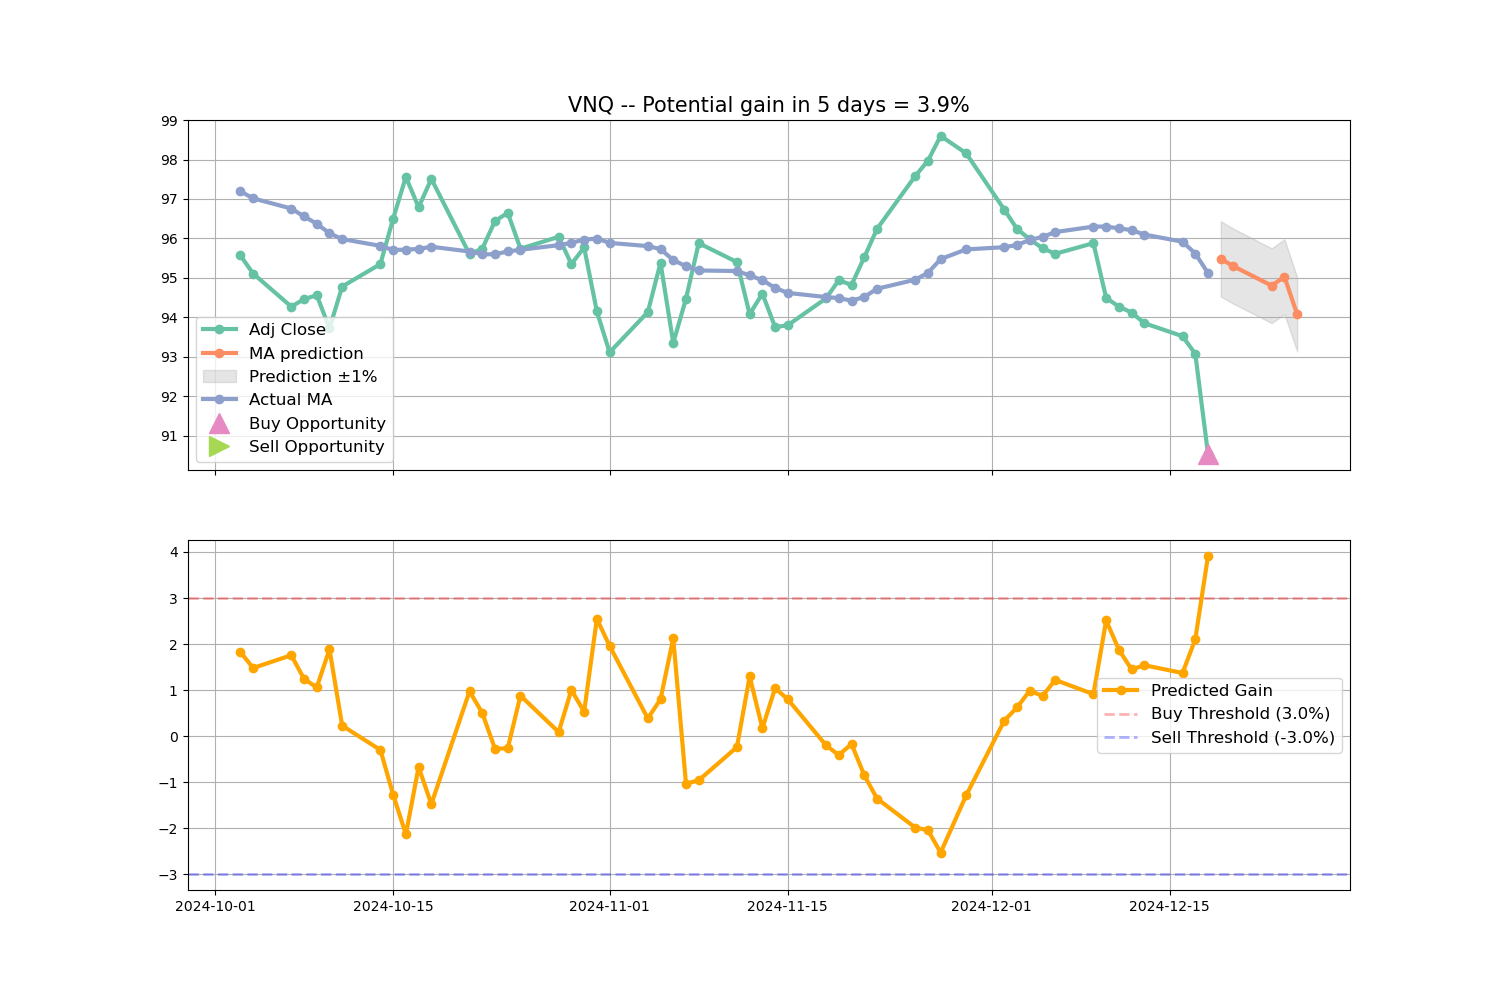 VNQ -- Potential gain in 5 days = 3.9%
99
98
97
96
95
94
93
92
91
Adj Close
MA prediction
Prediction ±1%
Actual MA
Buy Opportunity
Sell Opportunity
4
3
2
1
0
−1
−2
−3
Predicted Gain
Buy Threshold (3.0%)
Sell Threshold (-3.0%)
2024-10-01 2024-10-15 2024-11-01 2024-11-15 2024-12-01 2024-12-15